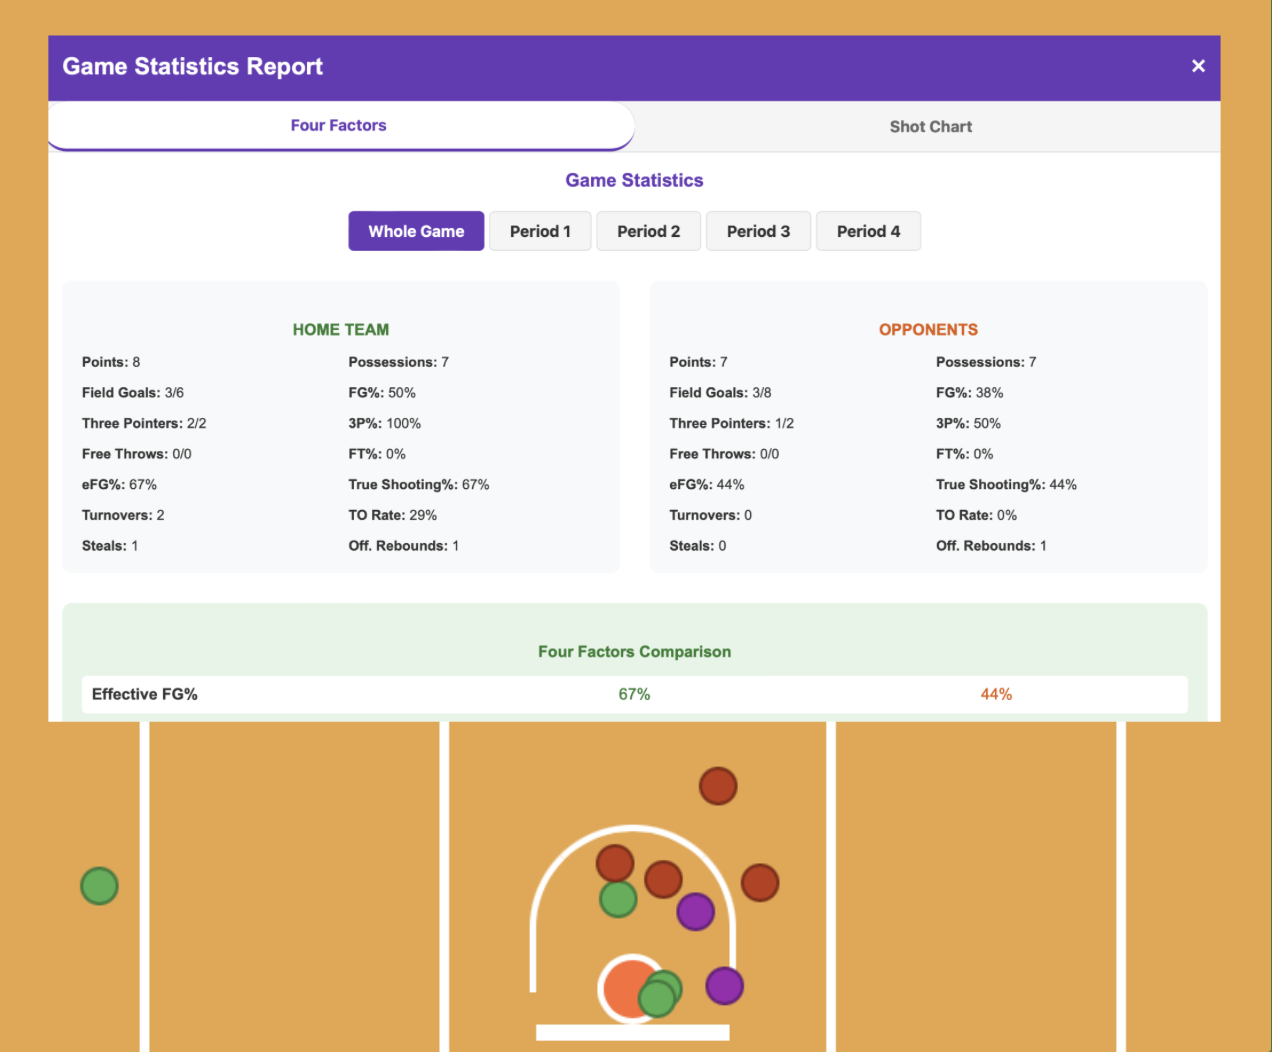 Game Statistics Report ×
Four Factors Shot Chart
Game Statistics
Whole Game Period 1 Period 2 Period 3 Period 4
HOME TEAM
Points: 8 Possessions: 7
Field Goals: 3/6 FG%: 50%
Three Pointers: 2/2 3P%: 100%
Free Throws: 0/0 FT%: 0%
eFG%: 67% True Shooting%: 67%
Turnovers: 2 TO Rate: 29%
Steals: 1 Off. Rebounds: 1
OPPONENTS
Points: 7 Possessions: 7
Field Goals: 3/8 FG%: 38%
Three Pointers: 1/2 3P%: 50%
Free Throws: 0/0 FT%: 0%
eFG%: 44% True Shooting%: 44%
Turnovers: 0 TO Rate: 0%
Steals: 0 Off. Rebounds: 1
Four Factors Comparison
Effective FG% 67% 44%